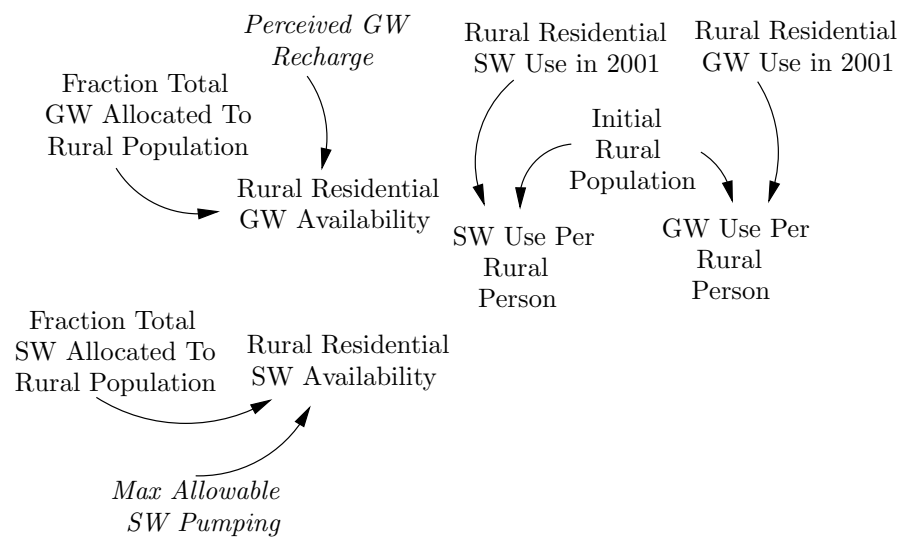 Perceived GW
Recharge
Rural Residential
SW Use in 2001
Rural Residential
GW Use in 2001
Fraction Total
GW Allocated To
Rural Population
Initial
Rural
Population
Rural Residential
GW Availability
SW Use Per
Rural
Person
GW Use Per
Rural
Person
Fraction Total
SW Allocated To
Rural Population
Rural Residential
SW Availability
Max Allowable
SW Pumping